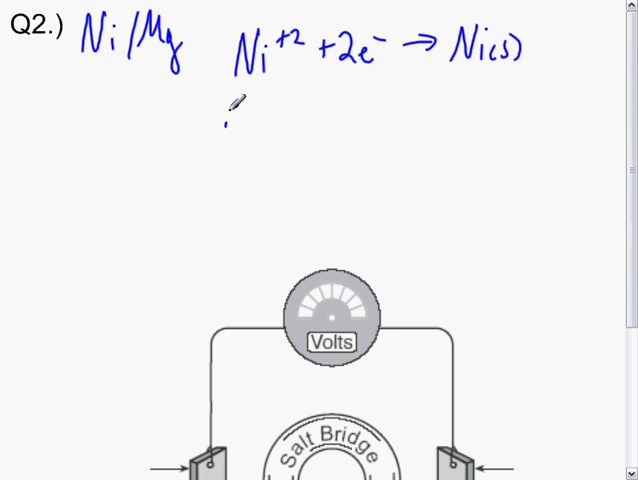 Q2.) Ni/Mg Ni+2 + 2e- → Ni(s)
Volts
Salt Bridge